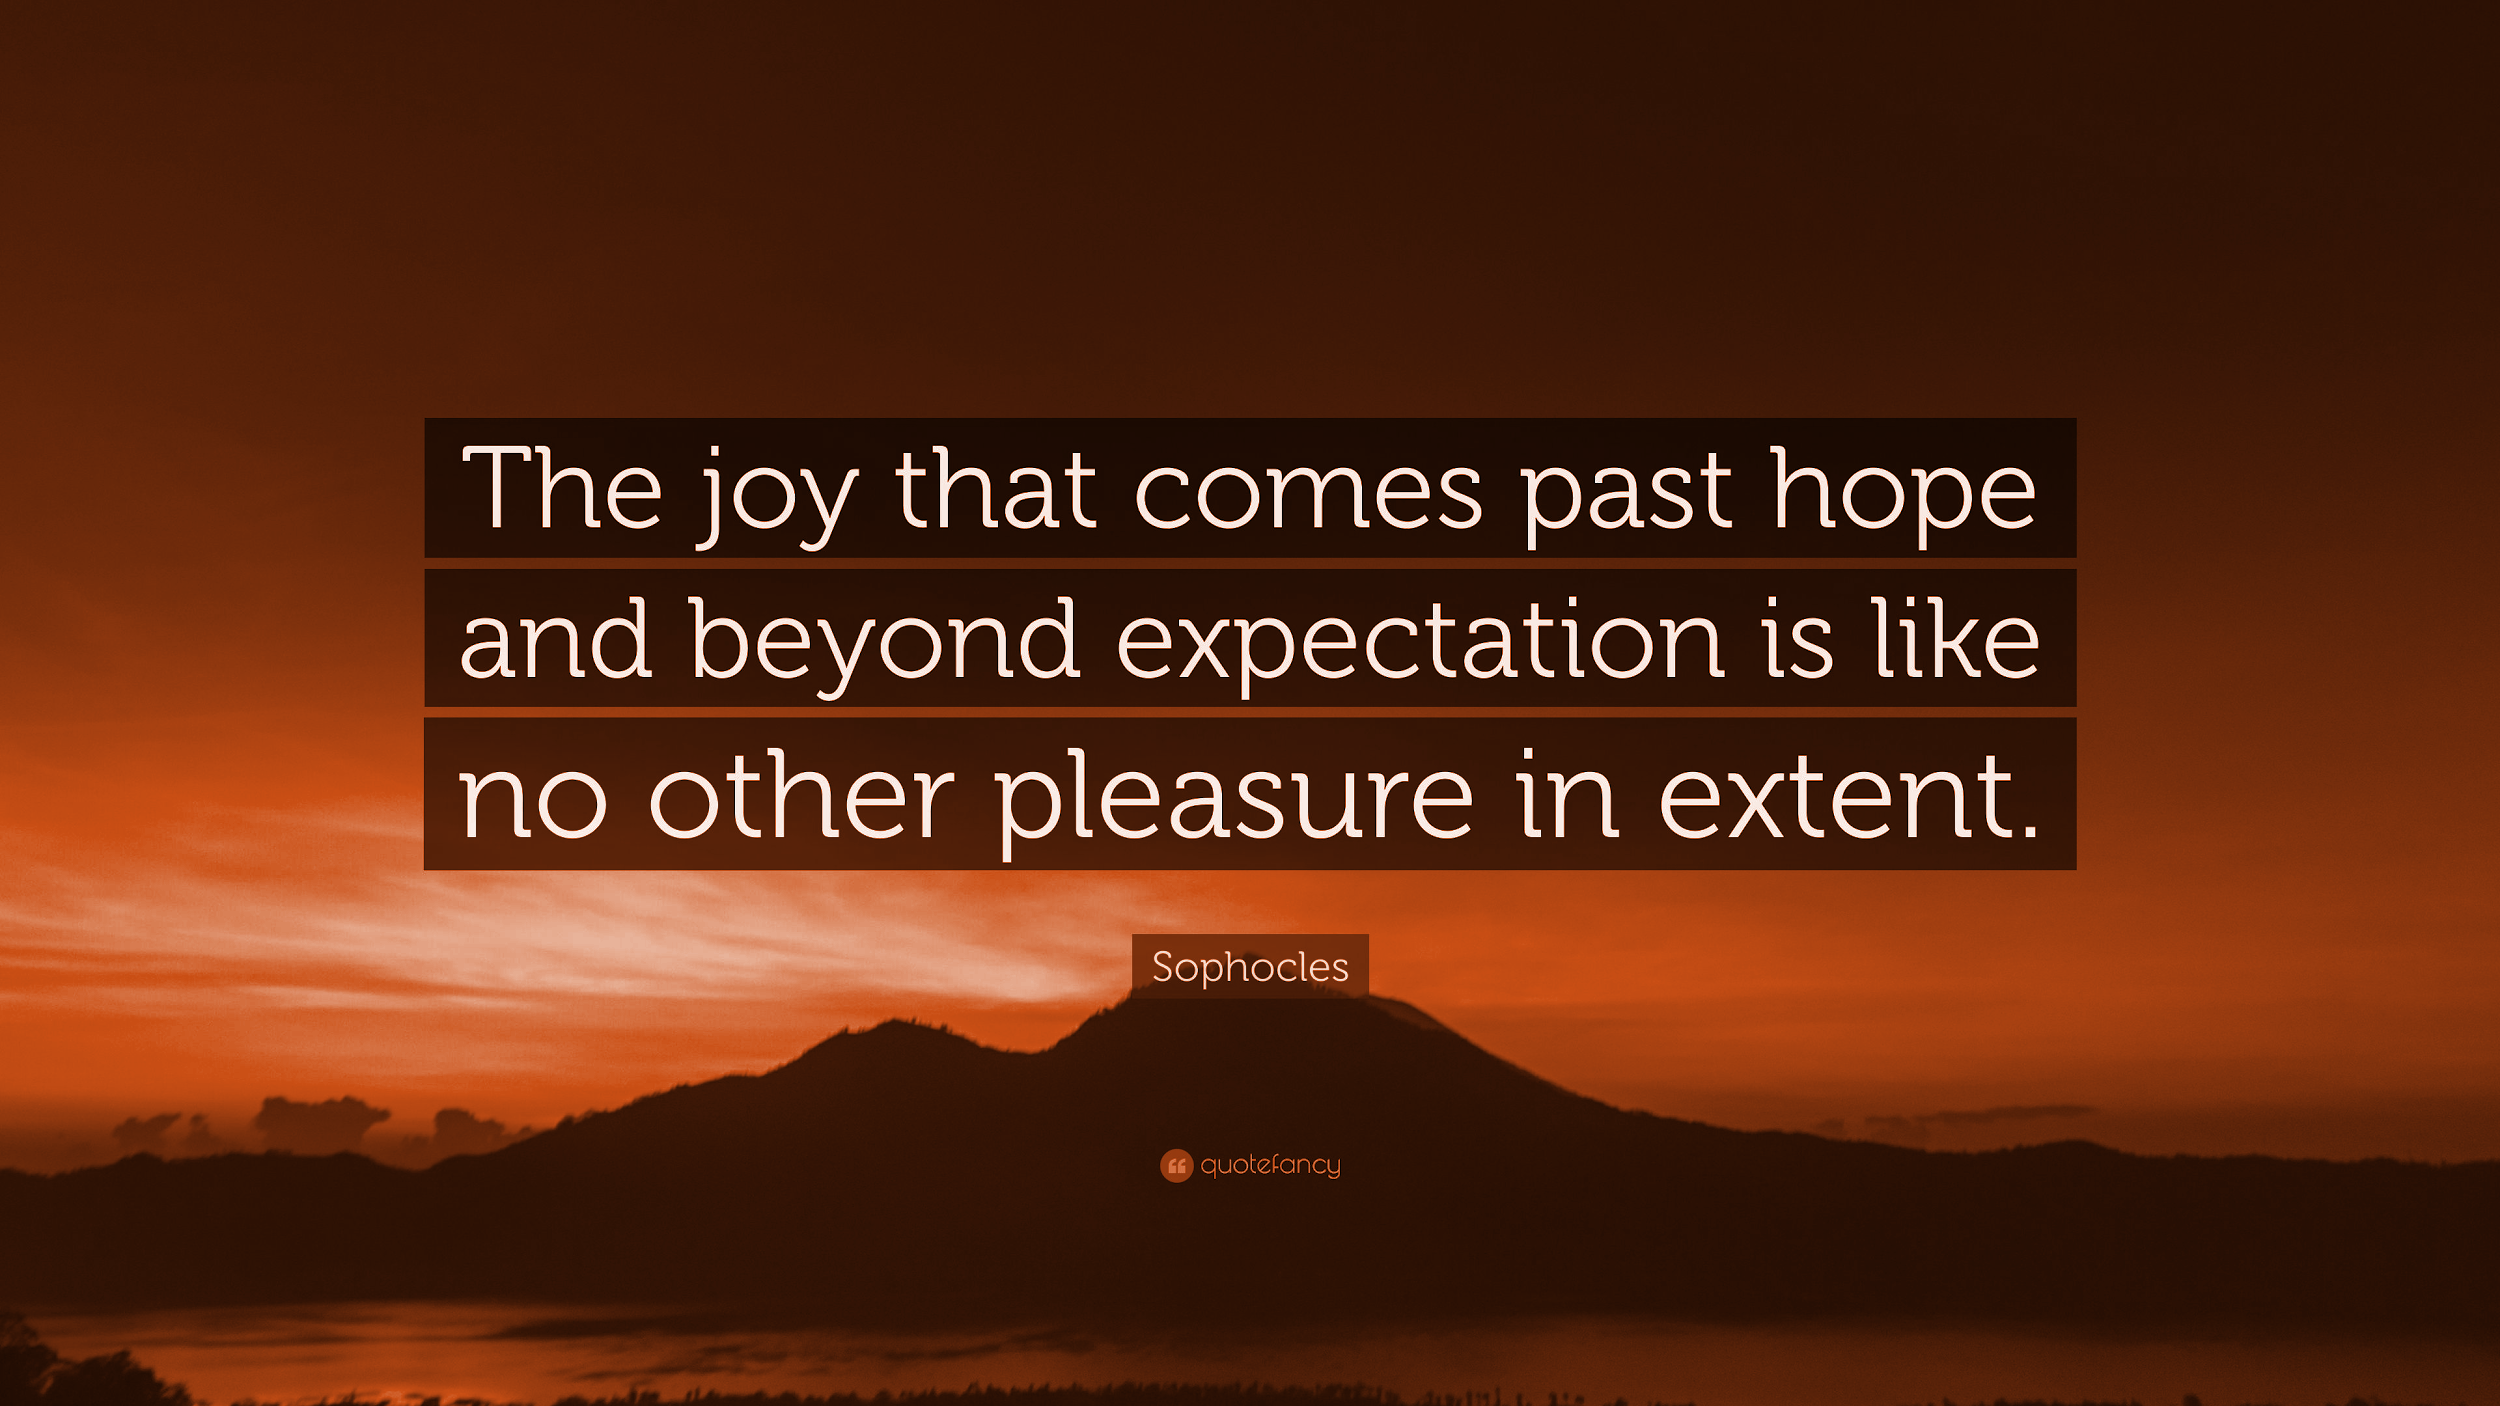 The joy that comes past hope
and beyond expectation is like
no other pleasure in extent.
Sophocles
quotefancy